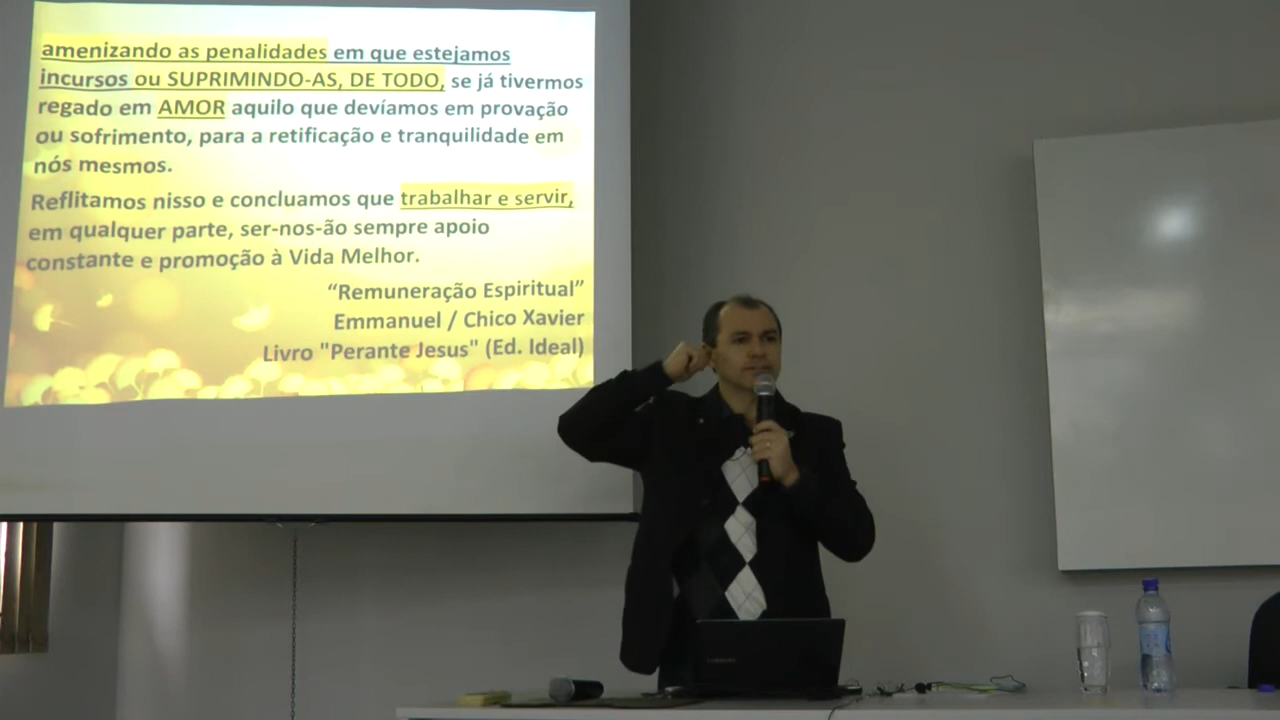 amenizando as penalidades em que estejamos
incursos ou SUPRIMINDO-AS, DE TODO, se já tivermos
regado em AMOR aquilo que devíamos em provação
ou sofrimento, para a retificação e tranquilidade em
nós mesmos.
Reflitamos nisso e concluamos que trabalhar e servir,
em qualquer parte, ser-nos-ão sempre apoio
constante e promoção à Vida Melhor.
“Remuneração Espiritual”
Emmanuel / Chico Xavier
Livro "Perante Jesus" (Ed. Ideal)